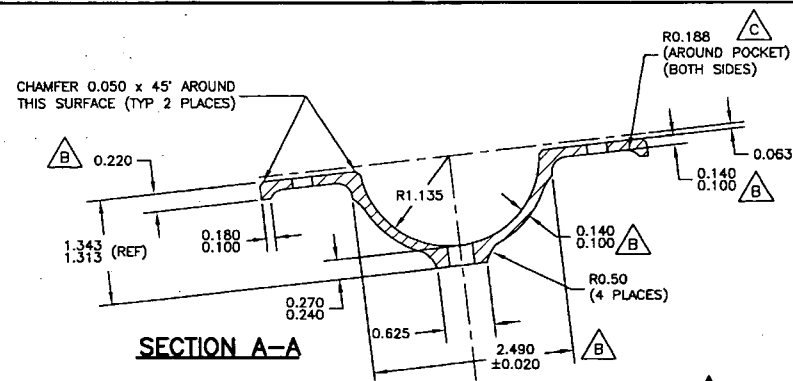 C
R0.188
(AROUND POCKET)
(BOTH SIDES)
CHAMFER 0.050 x 45° AROUND
THIS SURFACE (TYP 2 PLACES)
B
0.220
0.063
0.140
0.100
B
R1.135
1.343
1.313 (REF)
0.180
0.100
0.140
0.100
B
R0.50
(4 PLACES)
0.270
0.240
0.625
2.490
±0.020
B
SECTION A-A